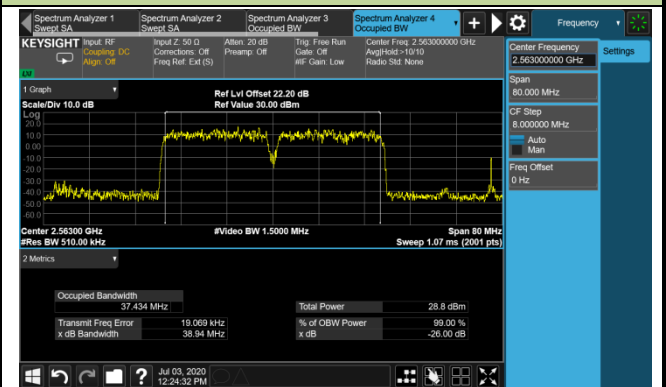 Spectrum Analyzer 1
Swept SA
Spectrum Analyzer 2
Swept SA
Spectrum Analyzer 3
Occupied BW
Spectrum Analyzer 4
Occupied BW
Frequency
KEYSIGHT
Input: RF
Coupling: DC
Align: Off
Input Z: 50 Ω
Corrections: Off
Freq Ref: Ext (S)
Atten: 20 dB
Preamp: Off
Trig: Free Run
Gate: Off
#IF Gain: Low
Center Freq: 2.563000000 GHz
Avg|Hold:>10/10
Radio Std: None
LXI
Center Frequency
2.563000000 GHz
Settings
Span
80.000 MHz
CF Step
8.000000 MHz
Auto
Man
Freq Offset
0 Hz
1 Graph
Scale/Div 10.0 dB
Ref Lvl Offset 22.20 dB
Ref Value 30.00 dBm
Log
20.0
10.0
0.00
-10.0
-20.0
-30.0
-40.0
-50.0
-60.0
Center 2.56300 GHz
#Res BW 510.00 kHz
#Video BW 1.5000 MHz
Span 80 MHz
Sweep 1.07 ms (2001 pts)
2 Metrics
Occupied Bandwidth
37.434 MHz
Total Power 28.8 dBm
Transmit Freq Error 19.069 kHz
% of OBW Power 99.00 %
x dB Bandwidth 38.94 MHz
x dB -26.00 dB
?
Jul 03, 2020
12:24:32 PM